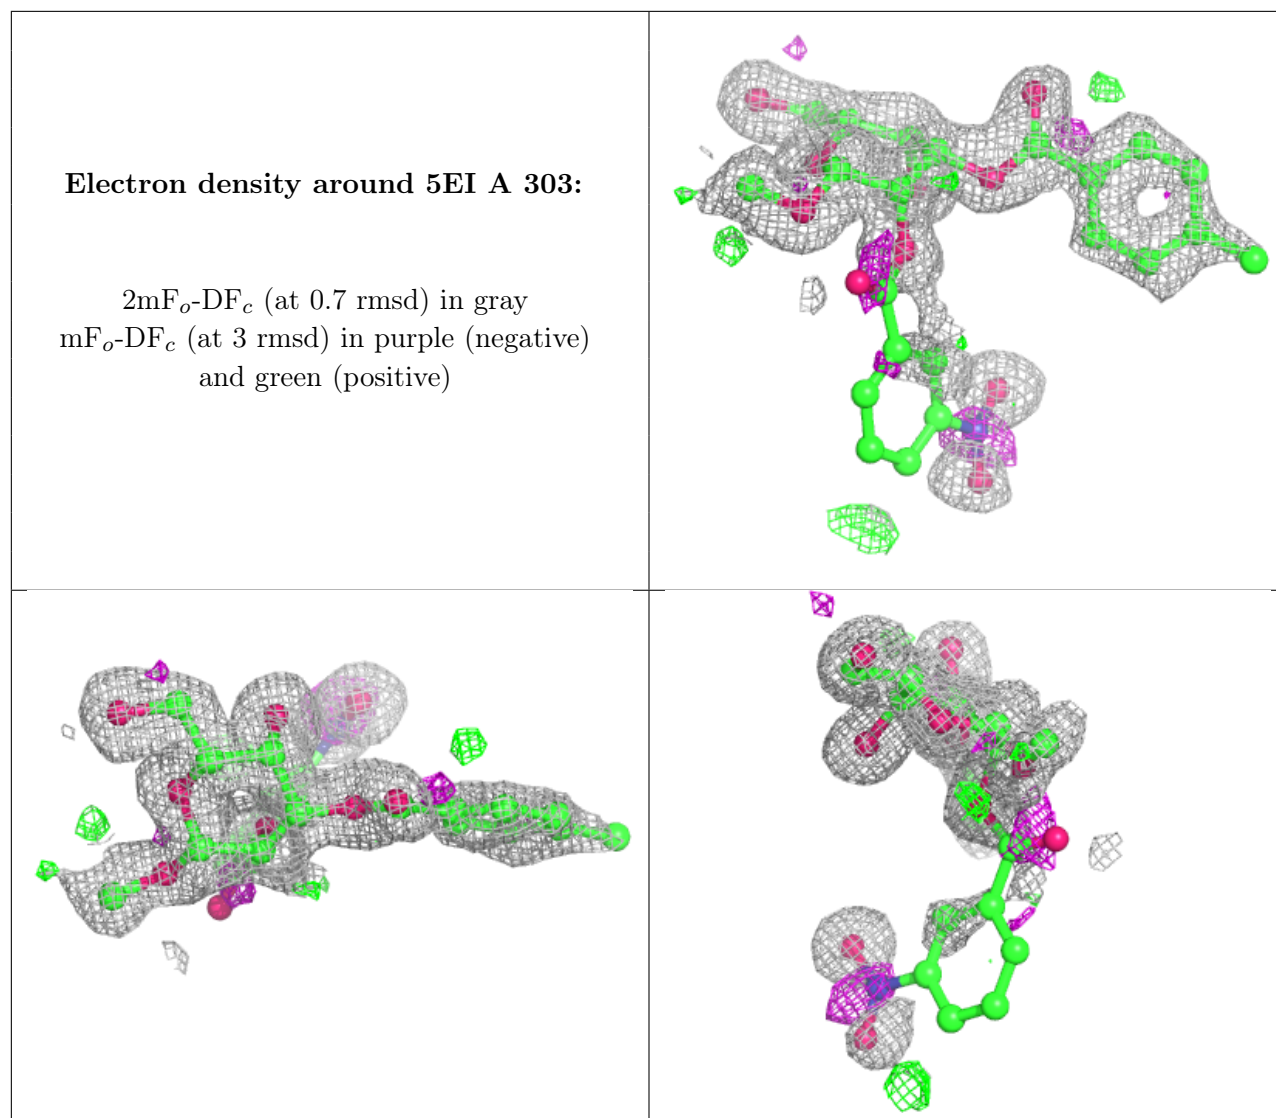 Electron density around 5EI A 303:
2mFo-DFc (at 0.7 rmsd) in gray
mFo-DFc (at 3 rmsd) in purple (negative)
and green (positive)